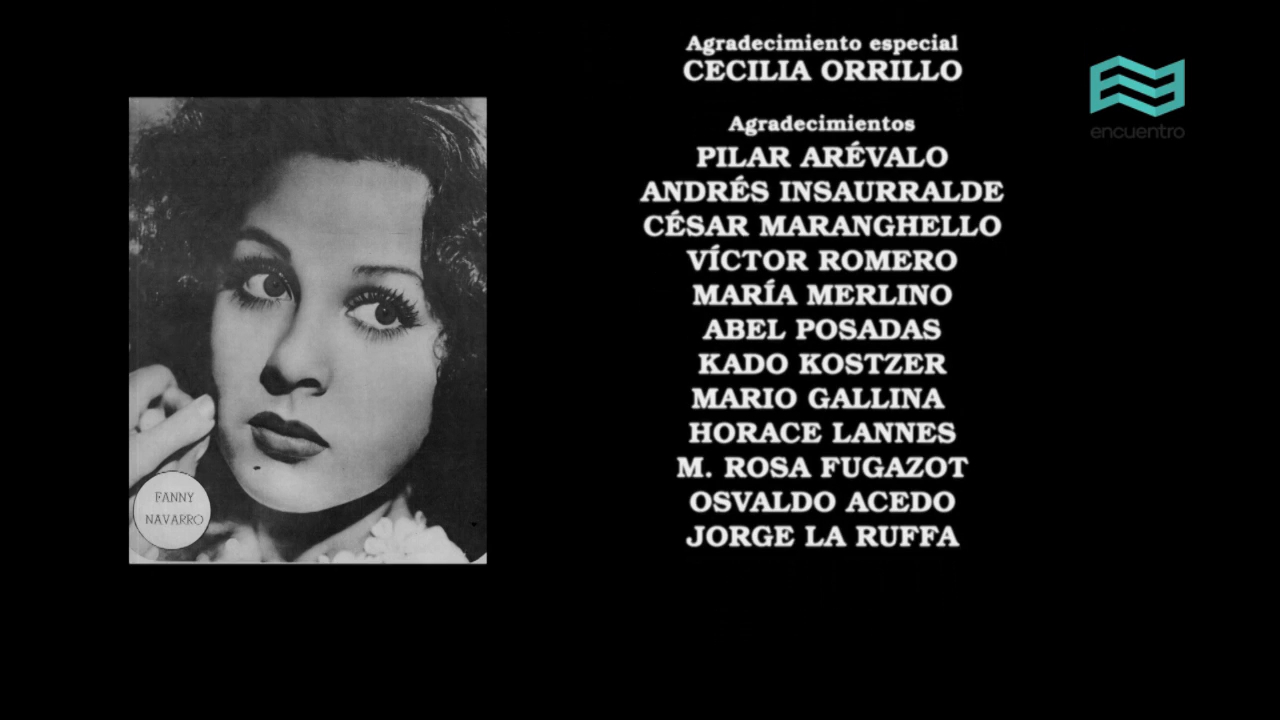 Agradecimiento especial
CECILIA ORRILLO
Agradecimientos
PILAR ARÉVALO
ANDRÉS INSAURRALDE
CÉSAR MARANGHELLO
VÍCTOR ROMERO
MARÍA MERLINO
ABEL POSADAS
KADO KOSTZER
MARIO GALLINA
HORACE LANNES
M. ROSA FUGAZOT
OSVALDO ACEDO
JORGE LA RUFFA
encuentro
FANNY
NAVARRO